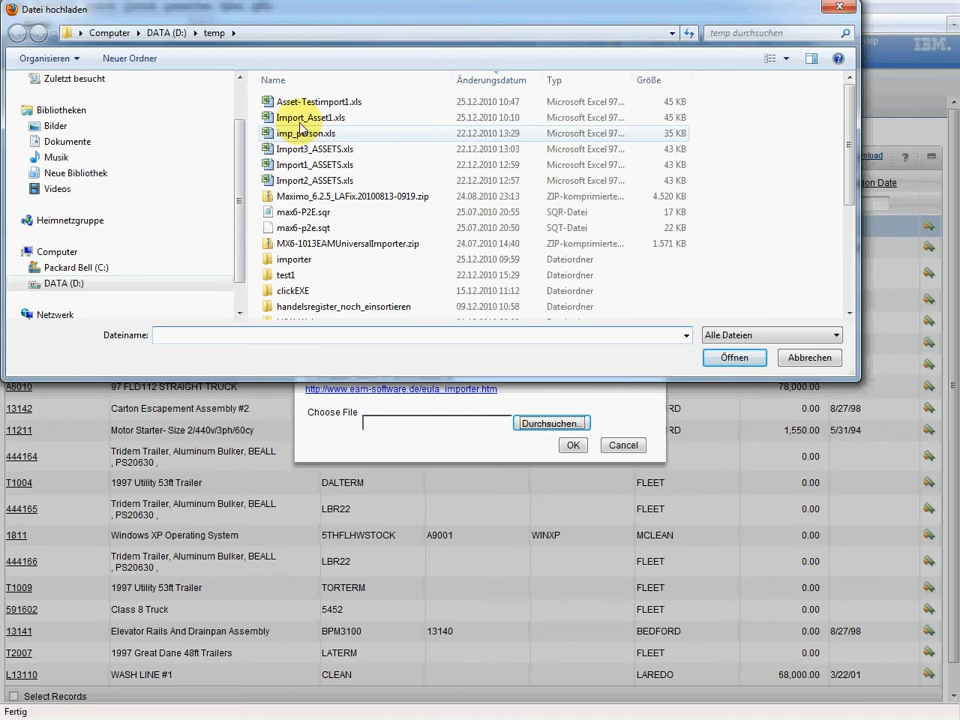 Datei hochladen
Computer ▸ DATA (D:) ▸ temp ▸
temp durchsuchen
elp
IBM.
Organisieren
Neuer Ordner
Zuletzt besucht
Bibliotheken
Bilder
Dokumente
Musik
Neue Bibliothek
Videos
Heimnetzgruppe
Computer
Packard Bell (C:)
DATA (D:)
Netzwerk
Name Änderungsdatum Typ Größe
Asset-Testimport1.xls 25.12.2010 10:47 Microsoft Excel 97... 45 KB
Import_Asset1.xls 25.12.2010 10:10 Microsoft Excel 97... 45 KB
imp_person.xls 22.12.2010 13:29 Microsoft Excel 97... 35 KB
Import3_ASSETS.xls 22.12.2010 13:03 Microsoft Excel 97... 43 KB
Import1_ASSETS.xls 22.12.2010 12:59 Microsoft Excel 97... 43 KB
Import2_ASSETS.xls 22.12.2010 12:57 Microsoft Excel 97... 43 KB
Maximo_6.2.5_LAFix.20100813-0919.zip 24.08.2010 23:13 ZIP-komprimierte... 4.520 KB
max6-P2E.sqr 25.07.2010 20:55 SQR-Datei 17 KB
max6-p2e.sqt 25.07.2010 20:50 SQT-Datei 22 KB
MX6-1013EAMUniversalImporter.zip 24.07.2010 14:40 ZIP-komprimierte... 1.571 KB
importer 25.12.2010 09:59 Dateiordner
test1 22.12.2010 15:29 Dateiordner
clickEXE 15.12.2010 11:12 Dateiordner
handelsregister_noch_einsortieren 09.12.2010 10:58 Dateiordner
Dateiname:
Alle Dateien
Öffnen
Abbrechen
nload ?
ion Date
http://www.eam-software.de/eula_importer.htm
Choose File
Durchsuchen...
OK
Cancel
A6010 97 FLD112 STRAIGHT TRUCK 78,000.00
13142 Carton Escapement Assembly #2 RD 0.00 8/27/98
11211 Motor Starter- Size 2/440v/3ph/60cy RD 1,550.00 5/31/94
444164 Tridem Trailer, Aluminum Bulker, BEALL 0.00
, PS20630 ,
T1004 1997 Utility 53ft Trailer DALTERM FLEET 0.00
444165 Tridem Trailer, Aluminum Bulker, BEALL LBR22 FLEET 0.00
, PS20630 ,
1811 Windows XP Operating System 5THFLHWSTOCK A9001 WINXP MCLEAN 0.00
444166 Tridem Trailer, Aluminum Bulker, BEALL LBR22 FLEET 0.00
, PS20630 ,
T1009 1997 Utility 53ft Trailer TORTERM FLEET 0.00
591602 Class 8 Truck 5452 FLEET 0.00
13141 Elevator Rails And Drainpan Assembly BPM3100 13140 BEDFORD 0.00 8/27/98
T2007 1997 Great Dane 48ft Trailers LATERM FLEET 0.00
L13110 WASH LINE #1 CLEAN LAREDO 68,000.00 3/22/01
Select Records
Fertig